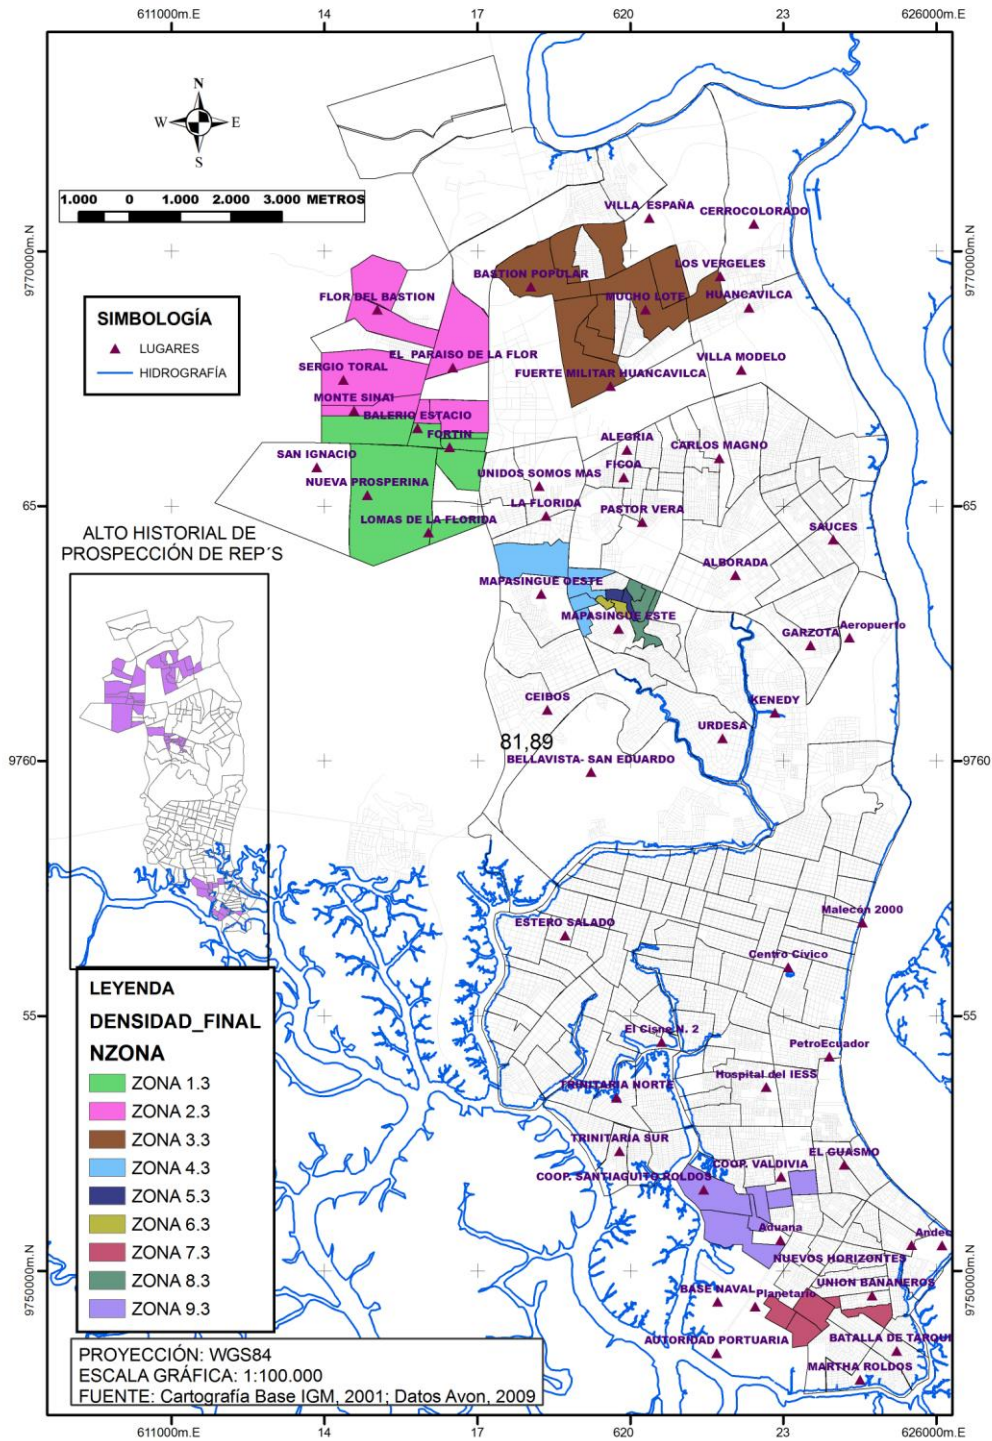 611000m.E
14
17
620
23
626000m.E
N
W
E
S
1.000 0 1.000 2.000 3.000 METROS
VILLA ESPAÑA
CERROCOLORADO
9770000m.N
9770000m.N
BASTION POPULAR
LOS VERGELES
FLOR DEL BASTION
MUCHO LOTE
HUANCAVILCA
SIMBOLOGÍA
LUGARES
HIDROGRAFÍA
EL PARAISO DE LA FLOR
SERGIO TORAL
VILLA MODELO
FUERTE MILITAR HUANCAVILCA
MONTE SINAI
BALERIO ESTACIO
FORTIN
ALEGRIA
CARLOS MAGNO
SAN IGNACIO
FICOA
UNIDOS SOMOS MAS
NUEVA PROSPERINA
65
65
LA FLORIDA
PASTOR VERA
LOMAS DE LA FLORIDA
SAUCES
ALTO HISTORIAL DE
PROSPECCIÓN DE REP´S
ALBORADA
MAPASINGUE OESTE
MAPASINGUE ESTE
GARZOTA
Aeropuerto
CEIBOS
KENEDY
URDESA
81,89
BELLAVISTA- SAN EDUARDO
9760
9760
ESTERO SALADO
Malecón 2000
Centro Cívico
LEYENDA
DENSIDAD_FINAL
NZONA
ZONA 1.3
ZONA 2.3
ZONA 3.3
ZONA 4.3
ZONA 5.3
ZONA 6.3
ZONA 7.3
ZONA 8.3
ZONA 9.3
55
55
El Cisne N. 2
PetroEcuador
Hospital del IESS
TRINITARIA NORTE
TRINITARIA SUR
EL GUASMO
COOP. VALDIVIA
COOP. SANTIAGUITO ROLDOS
Aduana
Andec
NUEVOS HORIZONTES
9750000m.N
9750000m.N
UNION BANANEROS
BASE NAVAL
Planetario
AUTORIDAD PORTUARIA
BATALLA DE TARQUI
MARTHA ROLDOS
PROYECCIÓN: WGS84
ESCALA GRÁFICA: 1:100.000
FUENTE: Cartografía Base IGM, 2001; Datos Avon, 2009
611000m.E
14
17
620
23
626000m.E